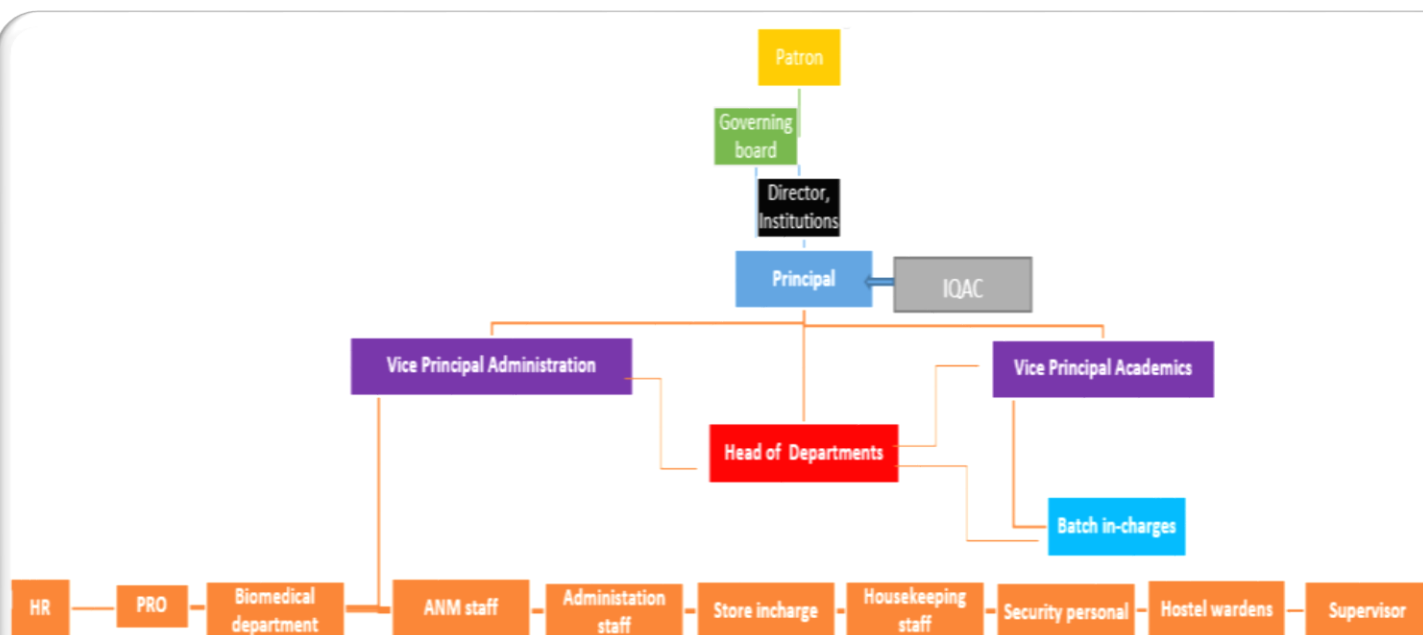 Patron
Governing
board
Director,
Institutions
Principal
IQAC
Vice Principal Administration
Vice Principal Academics
Head of Departments
Batch in-charges
HR
PRO
Biomedical
department
ANM staff
Administation
staff
Store incharge
Housekeeping
staff
Security personal
Hostel wardens
Supervisor